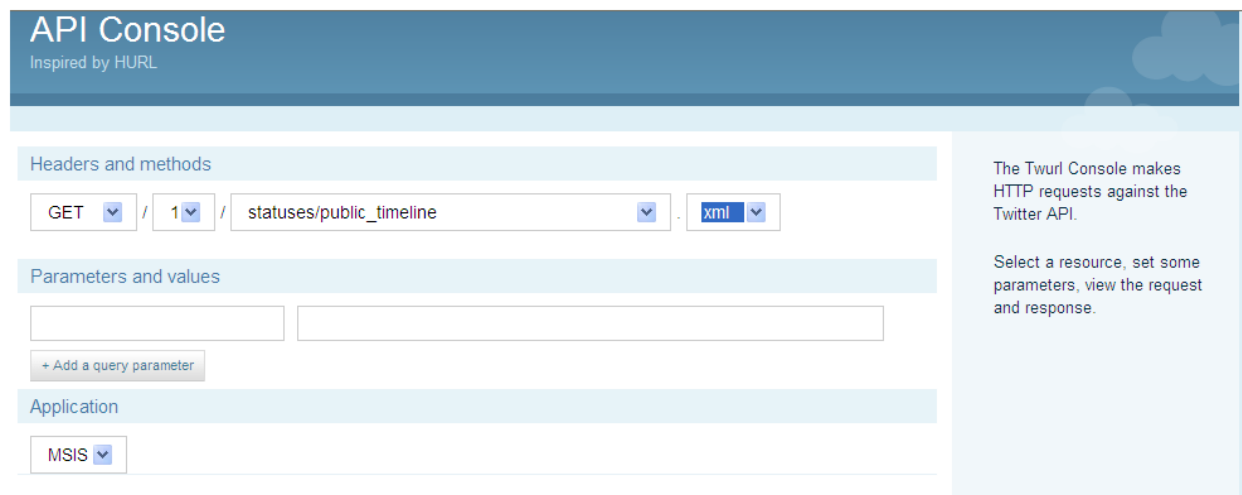 API Console
Inspired by HURL
Headers and methods
GET / 1 / statuses/public_timeline . xml
Parameters and values
+ Add a query parameter
Application
MSIS
The Twurl Console makes
HTTP requests against the
Twitter API.
Select a resource, set some
parameters, view the request
and response.